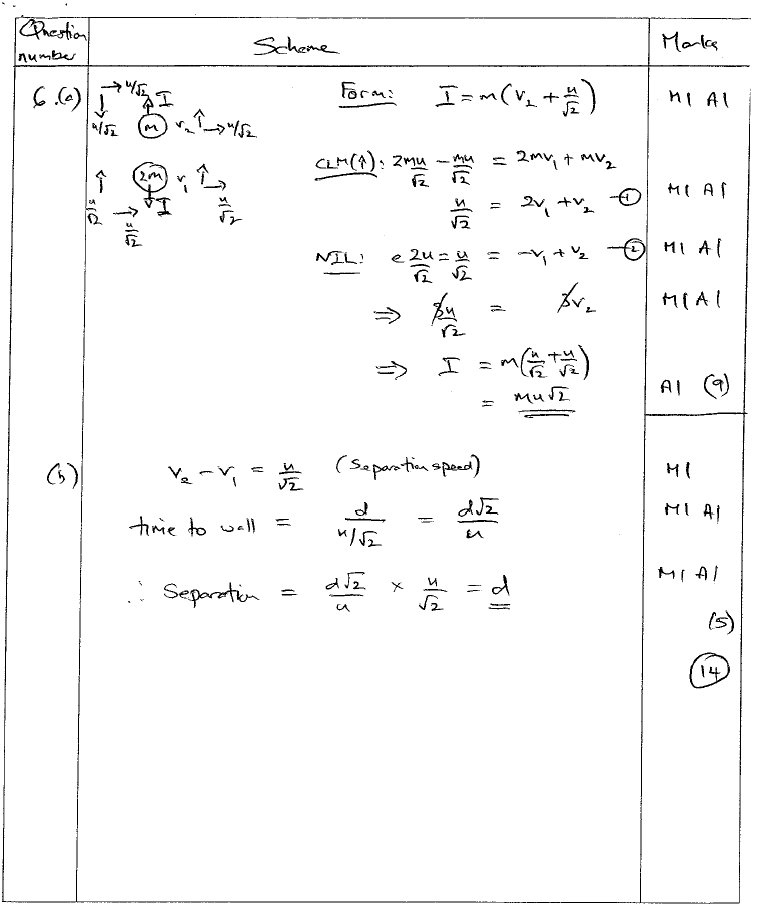 Question number Scheme Marks
6.(a) → u/√2 ↑ I
↓ u/√2 (m) v₂ ↑ → u/√2
For m: I = m(v₂ + u/√2) M1 A1
↑ u/√2 → u/√2 (2m) ↓ I v₁ ↑ → u/√2
CLM(↑): 2mu/√2 − mu/√2 = 2mv₁ + mv₂
u/√2 = 2v₁ + v₂ —① M1 A1
NIL: e 2u/√2 = u/√2 = −v₁ + v₂ —② M1 A1
⇒ 3u/√2 = 3v₂ M1 A1
⇒ I = m(u/√2 + u/√2)
= mu√2 A1 (9)
(b) v₂ − v₁ = u/√2 (Separation speed) M1
time to wall = d/(u/√2) = d√2/u M1 A1
∴ Separation = d√2/u × u/√2 = d M1 A1
(5)
(14)